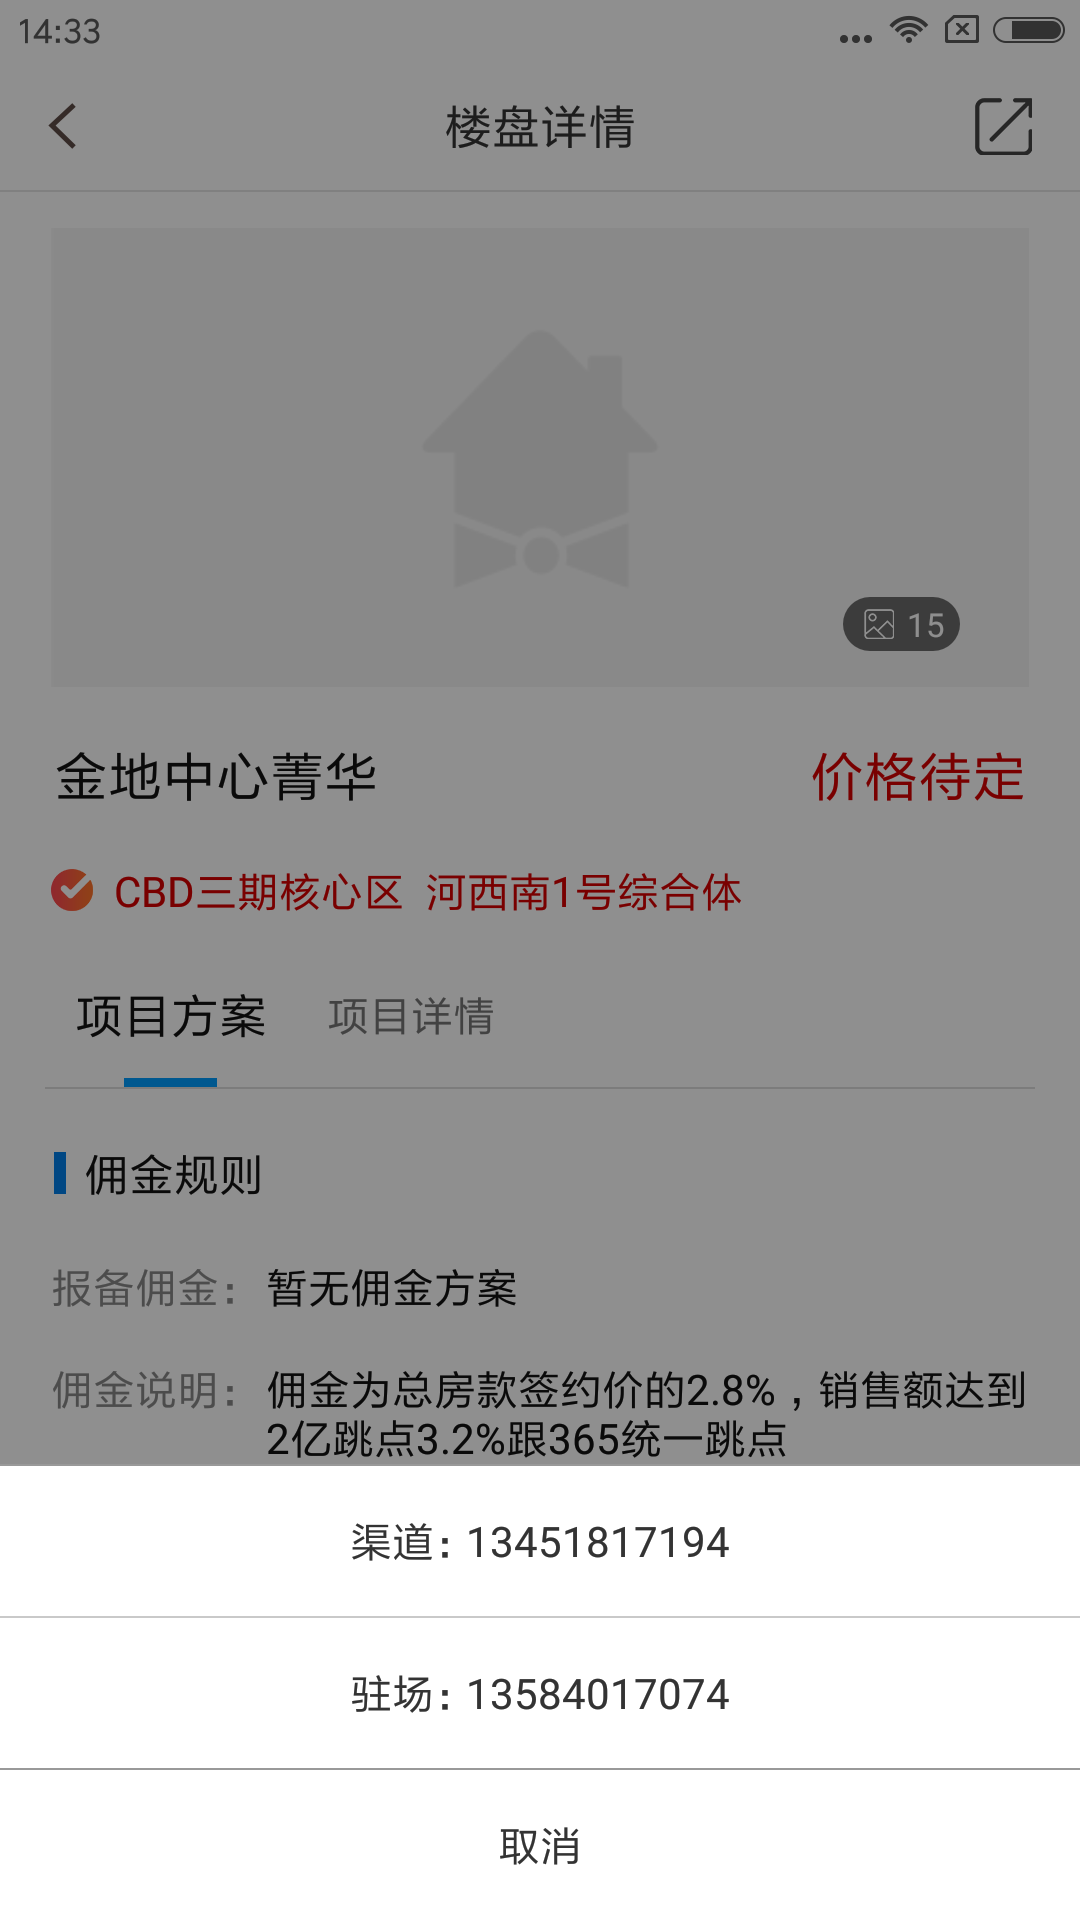 14:33
楼盘详情
15
金地中心菁华
价格待定
CBD三期核心区 河西南1号综合体
项目方案 项目详情
佣金规则
报备佣金： 暂无佣金方案
佣金说明： 佣金为总房款签约价的2.8%，销售额达到
2亿跳点3.2%跟365统一跳点
渠道：13451817194
驻场：13584017074
取消